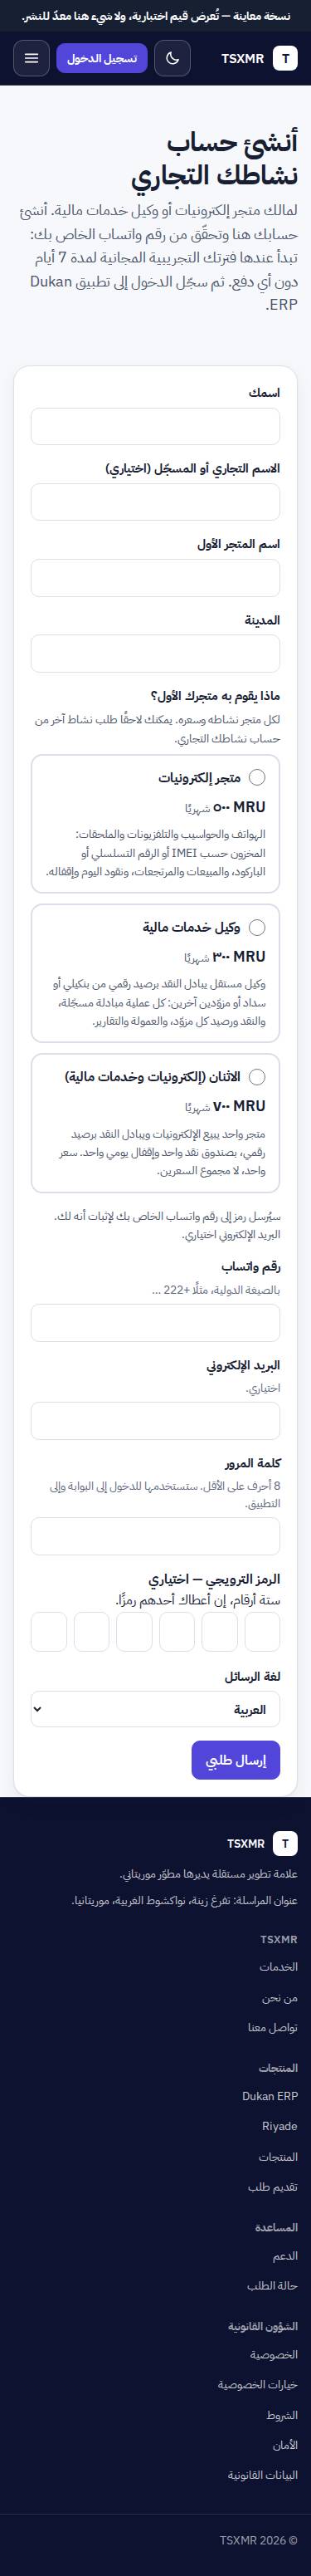 نسخة معاينة — تُعرض قيم اختبارية، ولا شيء هنا معدّ للنشر.
T TSXMR
تسجيل الدخول
أنشئ حساب
نشاطك التجاري
لمالك متجر إلكترونيات أو وكيل خدمات مالية. أنشئ
حسابك هنا وتحقّق من رقم واتساب الخاص بك:
تبدأ عندها فترتك التجريبية المجانية لمدة 7 أيام
دون أي دفع. ثم سجّل الدخول إلى تطبيق Dukan
ERP.
اسمك
الاسم التجاري أو المسجّل (اختياري)
اسم المتجر الأول
المدينة
ماذا يقوم به متجرك الأول؟
لكل متجر نشاطه وسعره. يمكنك لاحقًا طلب نشاط آخر من
حساب نشاطك التجاري.
متجر إلكترونيات
٥٠٠ MRU شهريًا
الهواتف والحواسيب والتلفزيونات والملحقات:
المخزون حسب IMEI أو الرقم التسلسلي أو
الباركود، والمبيعات والمرتجعات، ونقود اليوم وإقفاله.
وكيل خدمات مالية
٣٠٠ MRU شهريًا
وكيل مستقل يبادل النقد برصيد رقمي من بنكيلي أو
سداد أو مزوّدين آخرين: كل عملية مبادلة مسجّلة،
والنقد ورصيد كل مزوّد، والعمولة والتقارير.
الاثنان (إلكترونيات وخدمات مالية)
٧٠٠ MRU شهريًا
متجر واحد يبيع الإلكترونيات ويبادل النقد برصيد
رقمي، بصندوق نقد واحد وإقفال يومي واحد. سعر
واحد، لا مجموع السعرين.
سيُرسل رمز إلى رقم واتساب الخاص بك لإثبات أنه لك.
البريد الإلكتروني اختياري.
رقم واتساب
بالصيغة الدولية، مثلًا +222 …
البريد الإلكتروني
اختياري.
كلمة المرور
8 أحرف على الأقل. ستستخدمها للدخول إلى البوابة وإلى
التطبيق.
الرمز الترويجي — اختياري
ستة أرقام، إن أعطاك أحدهم رمزًا.
لغة الرسائل
العربية
إرسال طلبي
T TSXMR
علامة تطوير مستقلة يديرها مطوّر موريتاني.
عنوان المراسلة: تفرغ زينة، نواكشوط الغربية، موريتانيا.
TSXMR
الخدمات
من نحن
تواصل معنا
المنتجات
Dukan ERP
Riyade
المنتجات
تقديم طلب
المساعدة
الدعم
حالة الطلب
الشؤون القانونية
الخصوصية
خيارات الخصوصية
الشروط
الأمان
البيانات القانونية
© 2026 TSXMR